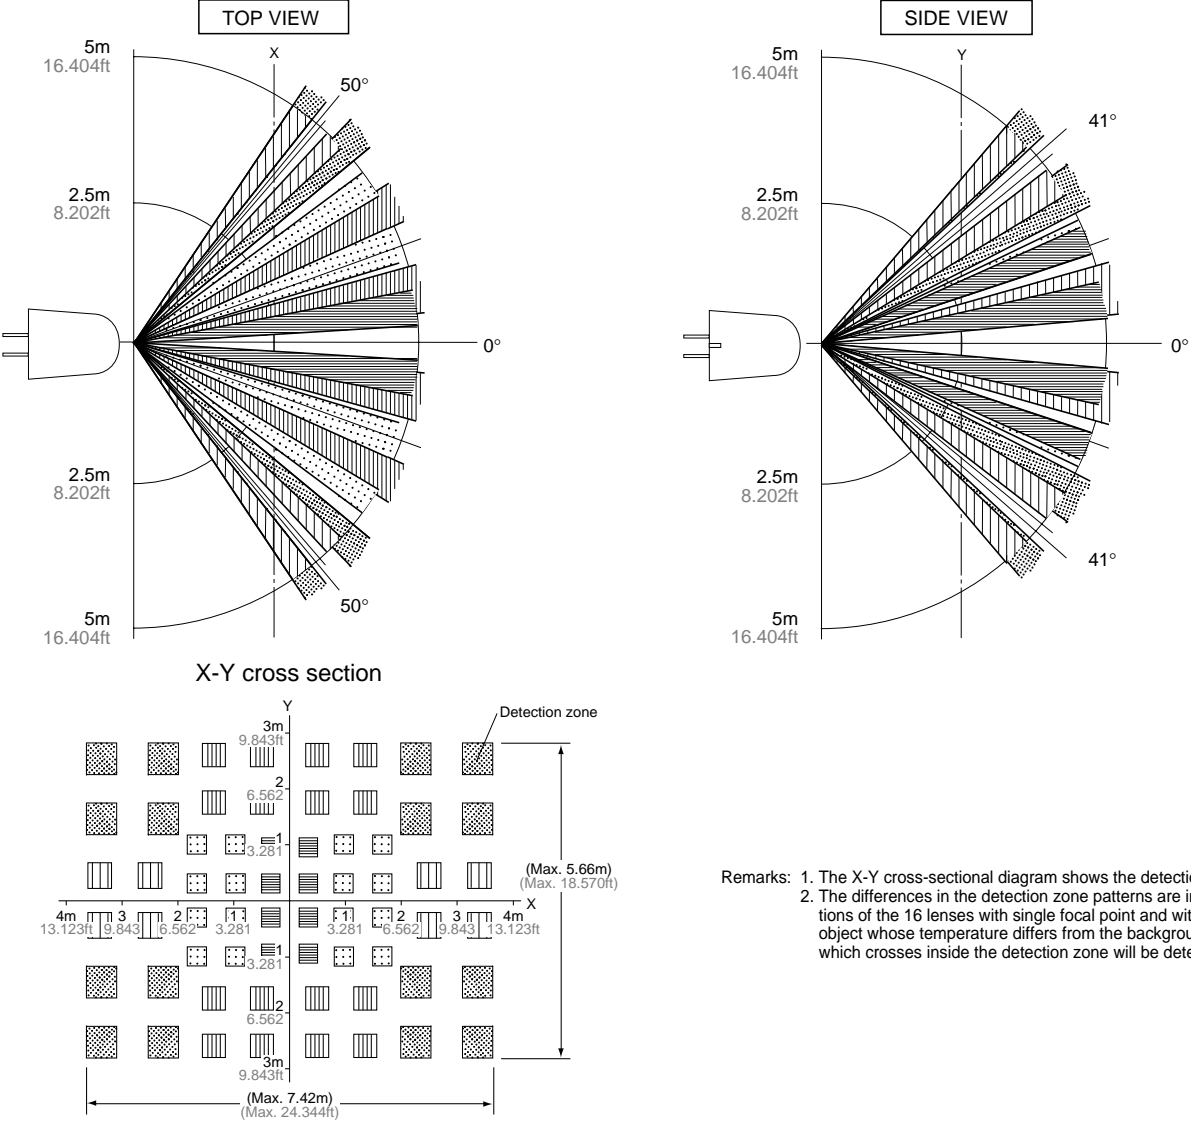 TOP VIEW
SIDE VIEW
5m
16.404ft
X
50°
2.5m
8.202ft
0°
2.5m
8.202ft
5m
16.404ft
50°
5m
16.404ft
Y
41°
2.5m
8.202ft
0°
2.5m
8.202ft
41°
5m
16.404ft
X-Y cross section
Y
Detection zone
3m
9.843ft
2
6.562
1
3.281
(Max. 5.66m)
(Max. 18.570ft)
X
4m 3 2 1 1 2 3 4m
13.123ft 9.843 6.562 3.281 3.281 6.562 9.843 13.123ft
1
3.281
2
6.562
3m
9.843ft
(Max. 7.42m)
(Max. 24.344ft)
Remarks: 1. The X-Y cross-sectional diagram shows the detecti
2. The differences in the detection zone patterns are in
tions of the 16 lenses with single focal point and wit
object whose temperature differs from the backgrou
which crosses inside the detection zone will be dete